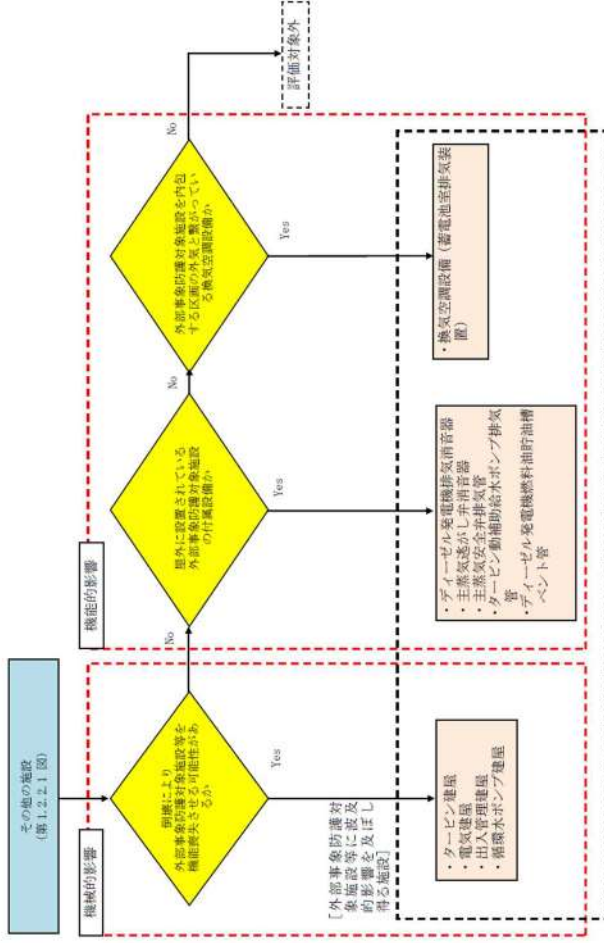 その他の施設
(第1.2.2.1図)
機械的影響
倒壊により
外部事象防護対象施設等を
機能喪失させる可能性があ
るか
No
Yes
[外部事象防護対
象施設等に波及
的影響を及ぼし
得る施設]
・タービン建屋
・電気建屋
・出入管理建屋
・循環水ポンプ建屋
機能的影響
屋外に設置されている
外部事象防護対象施設
の付属設備か
No
Yes
・ディーゼル発電機排気消音器
・主蒸気逃がし弁消音器
・主蒸気安全弁排気管
・タービン動補助給水ポンプ排気
管
・ディーゼル発電機燃料油貯油槽
ベント管
外部事象防護対象施設を内包
する区画の外気と繋がってい
る換気空調設備か
No
Yes
・換気空調設備(蓄電池室排気装
置)
評価対象外